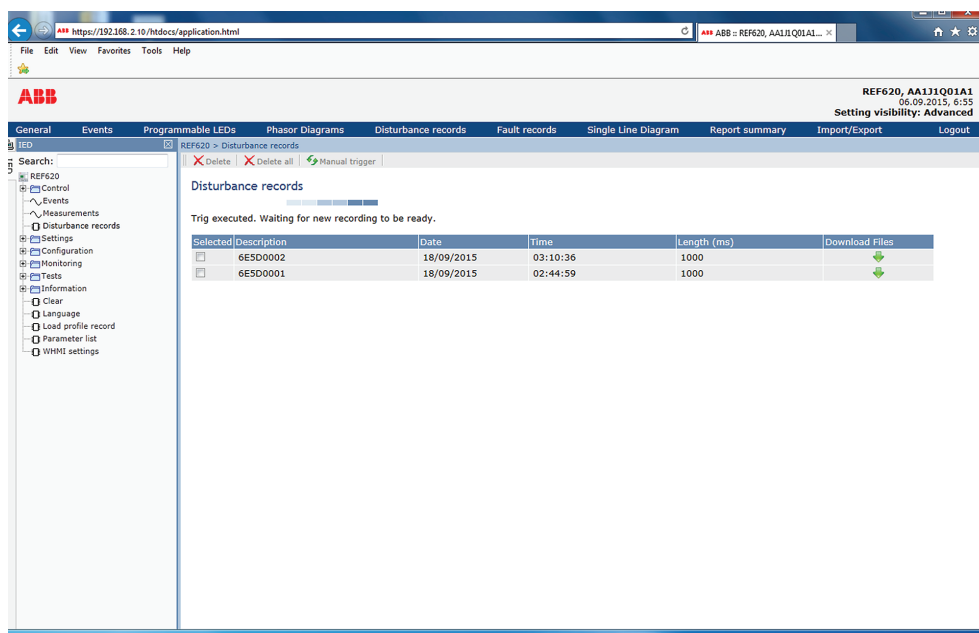 ABB https://192.168.2.10/htdocs/application.html
ABB ABB :: REF620, AA1J1Q01A1... ×
File Edit View Favorites Tools Help
ABB
REF620, AA1J1Q01A1
06.09.2015, 6:55
Setting visibility: Advanced
General Events Programmable LEDs Phasor Diagrams Disturbance records Fault records Single Line Diagram Report summary Import/Export Logout
IED
REF620 > Disturbance records
IED
Search:
Delete Delete all Manual trigger
REF620
Control
Events
Measurements
Disturbance records
Settings
Configuration
Monitoring
Tests
Information
Clear
Language
Load profile record
Parameter list
WHMI settings
Disturbance records
Trig executed. Waiting for new recording to be ready.
Selected Description Date Time Length (ms) Download Files
6E5D0002 18/09/2015 03:10:36 1000
6E5D0001 18/09/2015 02:44:59 1000